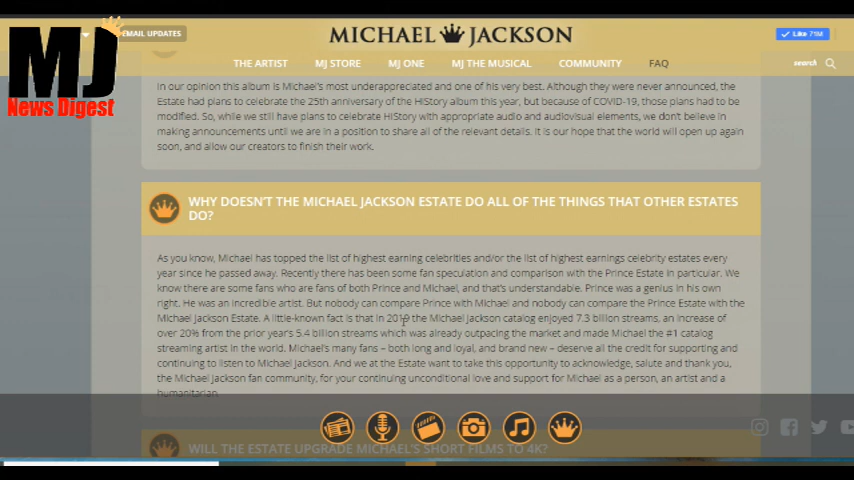 MJ
News Digest
EMAIL UPDATES
MICHAEL JACKSON
Like 71M
THE ARTIST MJ STORE MJ ONE MJ THE MUSICAL COMMUNITY FAQ
search
In our opinion this album is Michael's most underappreciated and one of his very best. Although they were never announced, the
Estate had plans to celebrate the 25th anniversary of the HIStory album this year, but because of COVID-19, those plans had to be
modified. So, while we still have plans to celebrate HIStory with appropriate audio and audiovisual elements, we don't believe in
making announcements until we are in a position to share all of the relevant details. It is our hope that the world will open up again
soon, and allow our creators to finish their work.
WHY DOESN'T THE MICHAEL JACKSON ESTATE DO ALL OF THE THINGS THAT OTHER ESTATES
DO?
As you know, Michael has topped the list of highest earning celebrities and/or the list of highest earnings celebrity estates every
year since he passed away. Recently there has been some fan speculation and comparison with the Prince Estate in particular. We
know there are some fans who are fans of both Prince and Michael, and that's understandable. Prince was a genius in his own
right. He was an incredible artist. But nobody can compare Prince with Michael and nobody can compare the Prince Estate with the
Michael Jackson Estate. A little-known fact is that in 2019 the Michael Jackson catalog enjoyed 7.3 billion streams, an increase of
over 20% from the prior year's 5.4 billion streams which was already outpacing the market and made Michael the #1 catalog
streaming artist in the world. Michael's many fans – both long and loyal, and brand new – deserve all the credit for supporting and
continuing to listen to Michael Jackson. And we at the Estate want to take this opportunity to acknowledge, salute and thank you,
the Michael Jackson fan community, for your continuing unconditional love and support for Michael as a person, an artist and a
humanitarian.
WILL THE ESTATE UPGRADE MICHAEL'S SHORT FILMS TO 4K?